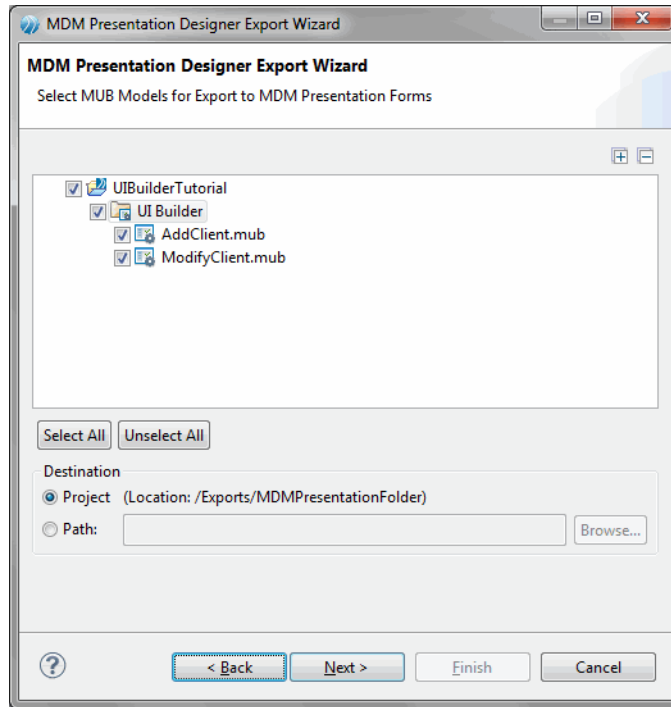 MDM Presentation Designer Export Wizard
MDM Presentation Designer Export Wizard
Select MUB Models for Export to MDM Presentation Forms
UIBuilderTutorial
UI Builder
AddClient.mub
ModifyClient.mub
Select All Unselect All
Destination
Project (Location: /Exports/MDMPresentationFolder)
Path: Browse...
? < Back Next > Finish Cancel